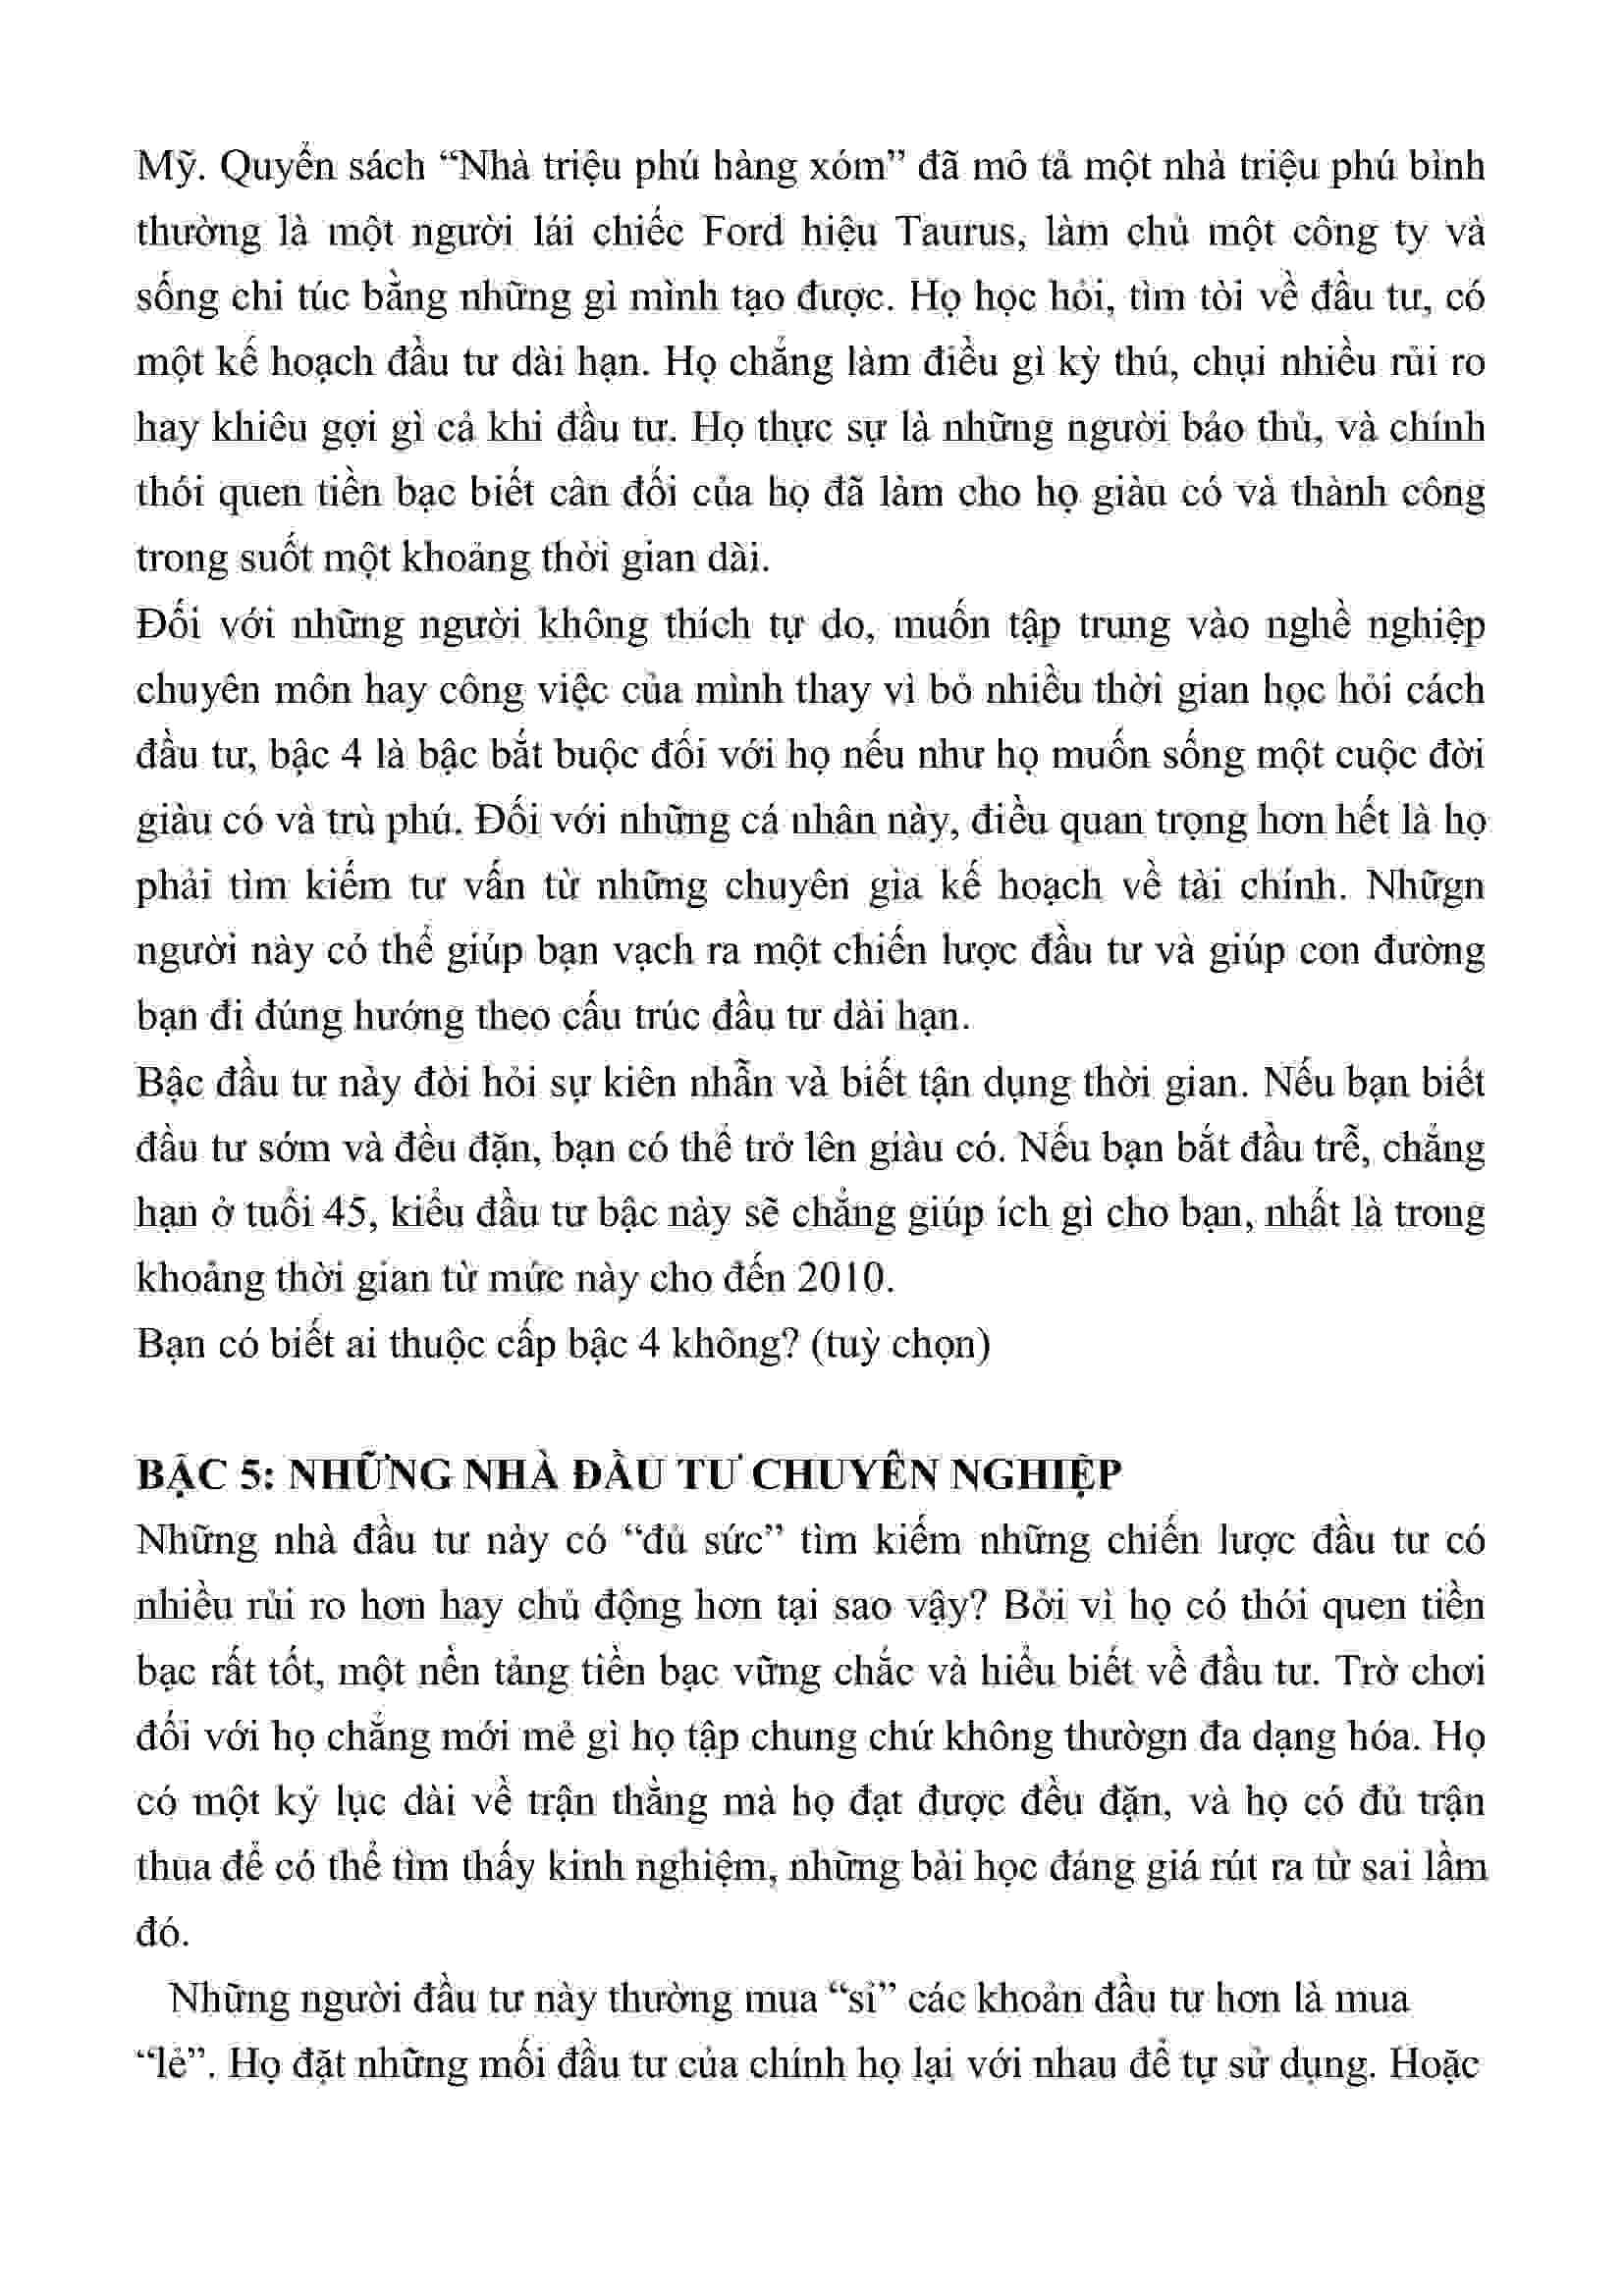 Mỹ. Quyển sách “Nhà triệu phú hàng xóm” đã mô tả một nhà triệu phú bình
thường là một người lái chiếc Ford hiệu Taurus, làm chủ một công ty và
sống chi túc bằng những gì mình tạo được. Họ học hỏi, tìm tòi về đầu tư, có
một kế hoạch đầu tư dài hạn. Họ chẳng làm điều gì kỳ thú, chụi nhiều rủi ro
hay khiêu gợi gì cả khi đầu tư. Họ thực sự là những người bảo thủ, và chính
thói quen tiền bạc biết cân đối của họ đã làm cho họ giàu có và thành công
trong suốt một khoảng thời gian dài.
Đối với những người không thích tự do, muốn tập trung vào nghề nghiệp
chuyên môn hay công việc của mình thay vì bỏ nhiều thời gian học hỏi cách
đầu tư, bậc 4 là bậc bắt buộc đối với họ nếu như họ muốn sống một cuộc đời
giàu có và trù phú. Đối với những cá nhân này, điều quan trọng hơn hết là họ
phải tìm kiếm tư vấn từ những chuyên gia kế hoạch về tài chính. Nhữgn
người này có thể giúp bạn vạch ra một chiến lược đầu tư và giúp con đường
bạn đi đúng hướng theo cấu trúc đầu tư dài hạn.
Bậc đầu tư này đòi hỏi sự kiên nhẫn và biết tận dụng thời gian. Nếu bạn biết
đầu tư sớm và đều đặn, bạn có thể trở lên giàu có. Nếu bạn bắt đầu trễ, chẳng
hạn ở tuổi 45, kiểu đầu tư bậc này sẽ chẳng giúp ích gì cho bạn, nhất là trong
khoảng thời gian từ mức này cho đến 2010.
Bạn có biết ai thuộc cấp bậc 4 không? (tuỳ chọn)
BẬC 5: NHỮNG NHÀ ĐẦU TƯ CHUYÊN NGHIỆP
Những nhà đầu tư này có “đủ sức” tìm kiếm những chiến lược đầu tư có
nhiều rủi ro hơn hay chủ động hơn tại sao vậy? Bởi vì họ có thói quen tiền
bạc rất tốt, một nền tảng tiền bạc vững chắc và hiểu biết về đầu tư. Trờ chơi
đối với họ chẳng mới mẻ gì họ tập chung chứ không thườgn đa dạng hóa. Họ
có một kỷ lục dài về trận thằng mà họ đạt được đều đặn, và họ có đủ trận
thua để có thể tìm thấy kinh nghiệm, những bài học đáng giá rút ra từ sai lầm
đó.
Những người đầu tư này thường mua “sỉ” các khoản đầu tư hơn là mua
“lẻ”. Họ đặt những mối đầu tư của chính họ lại với nhau để tự sử dụng. Hoặc